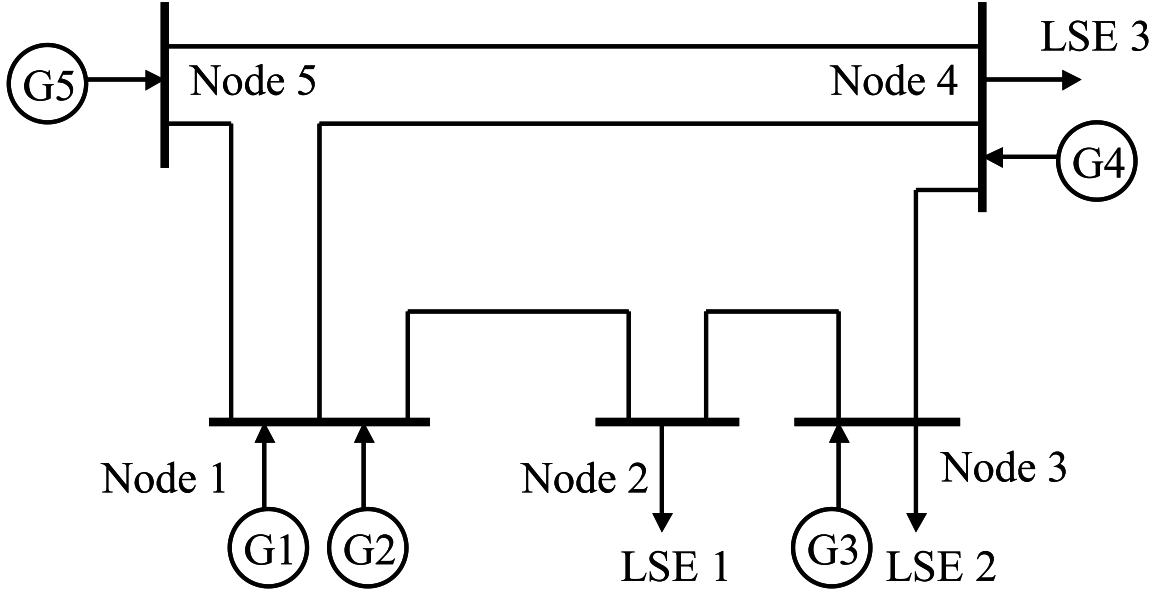 LSE 3
G5
Node 5
Node 4
G4
Node 1
Node 2
Node 3
G1
G2
LSE 1
G3
LSE 2